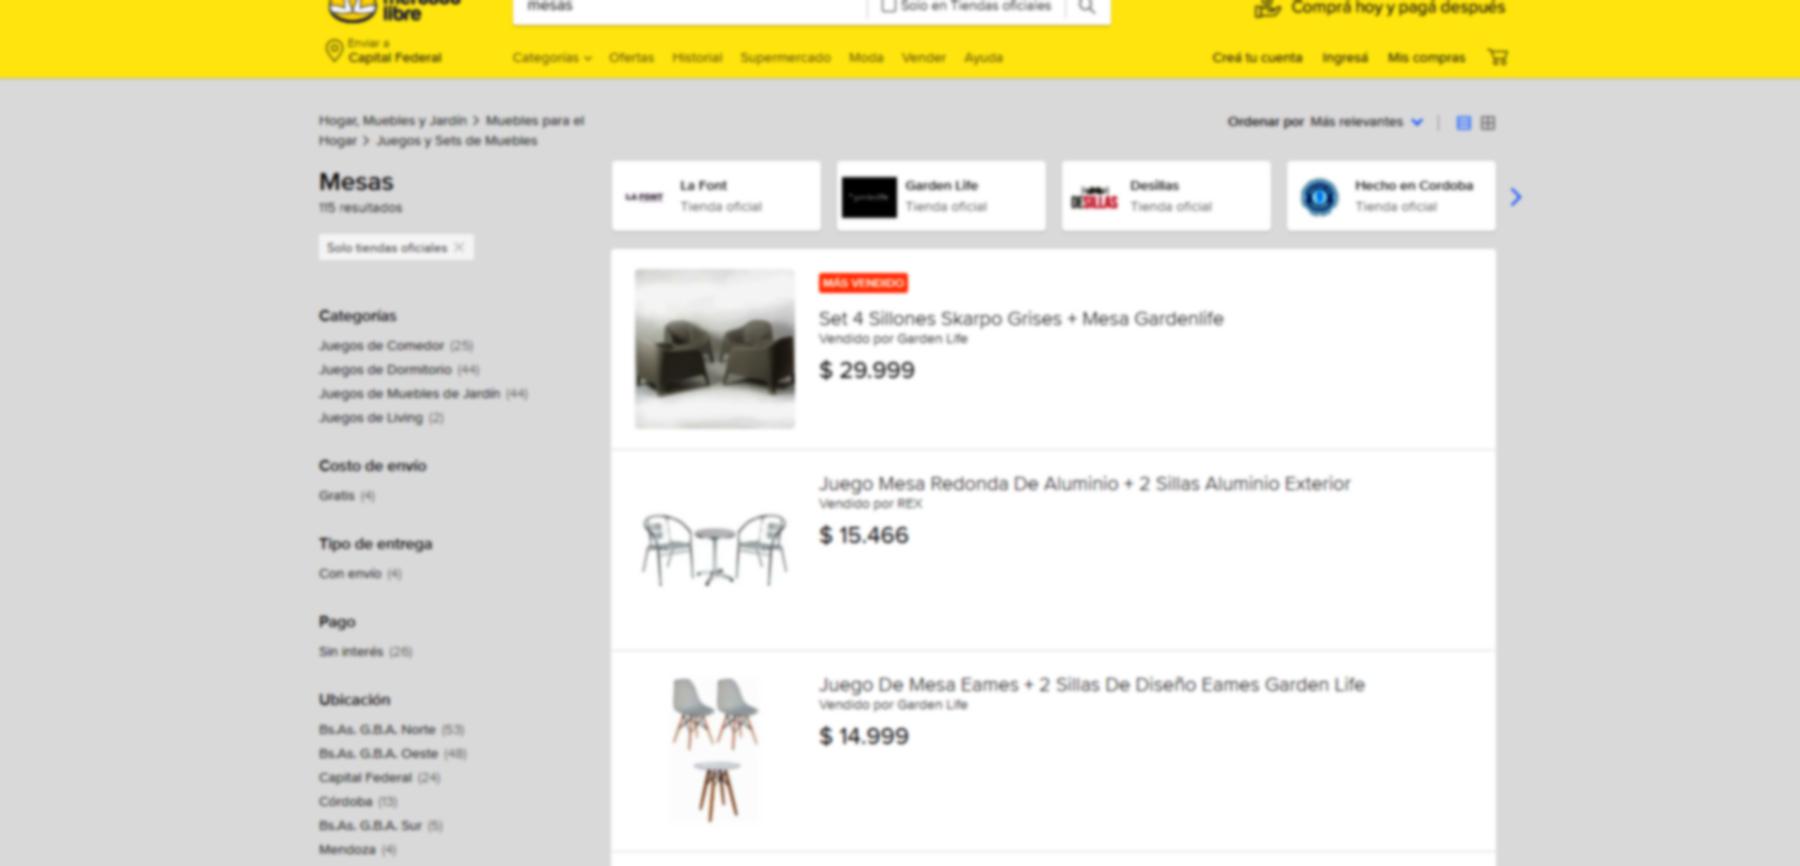 mercado
libre
mesas
Solo en Tiendas oficiales
Comprá hoy y pagá después
Enviar a
Capital Federal
Categorías
Ofertas
Historial
Supermercado
Moda
Vender
Ayuda
Creá tu cuenta
Ingresá
Mis compras
Hogar, Muebles y Jardín > Muebles para el
Hogar > Juegos y Sets de Muebles
Ordenar por Más relevantes
Mesas
115 resultados
Solo tiendas oficiales ×
Categorías
Juegos de Comedor (25)
Juegos de Dormitorio (44)
Juegos de Muebles de Jardín (44)
Juegos de Living (2)
Costo de envío
Gratis (4)
Tipo de entrega
Con envío (4)
Pago
Sin interés (26)
Ubicación
Bs.As. G.B.A. Norte (53)
Bs.As. G.B.A. Oeste (48)
Capital Federal (24)
Córdoba (13)
Bs.As. G.B.A. Sur (5)
Mendoza (4)
LA FONT
La Font
Tienda oficial
Garden Life
Tienda oficial
DESILLAS
Desillas
Tienda oficial
Hecho en Cordoba
Tienda oficial
MÁS VENDIDO
Set 4 Sillones Skarpo Grises + Mesa Gardenlife
Vendido por Garden Life
$ 29.999
Juego Mesa Redonda De Aluminio + 2 Sillas Aluminio Exterior
Vendido por REX
$ 15.466
Juego De Mesa Eames + 2 Sillas De Diseño Eames Garden Life
Vendido por Garden Life
$ 14.999